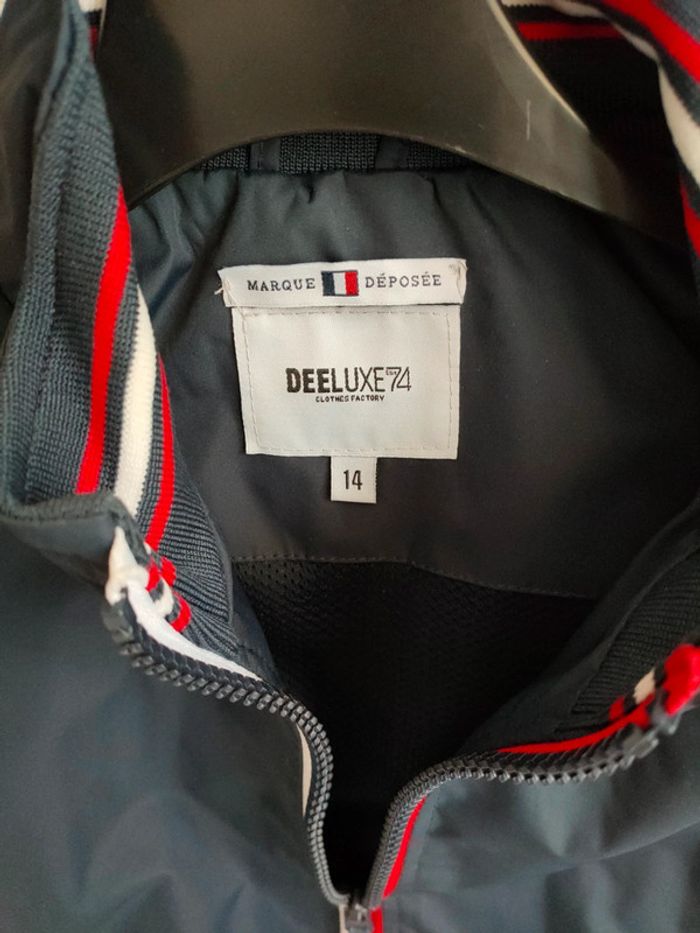 MARQUE DÉPOSÉE
DEELUXE74
CLOTHES FACTORY
14